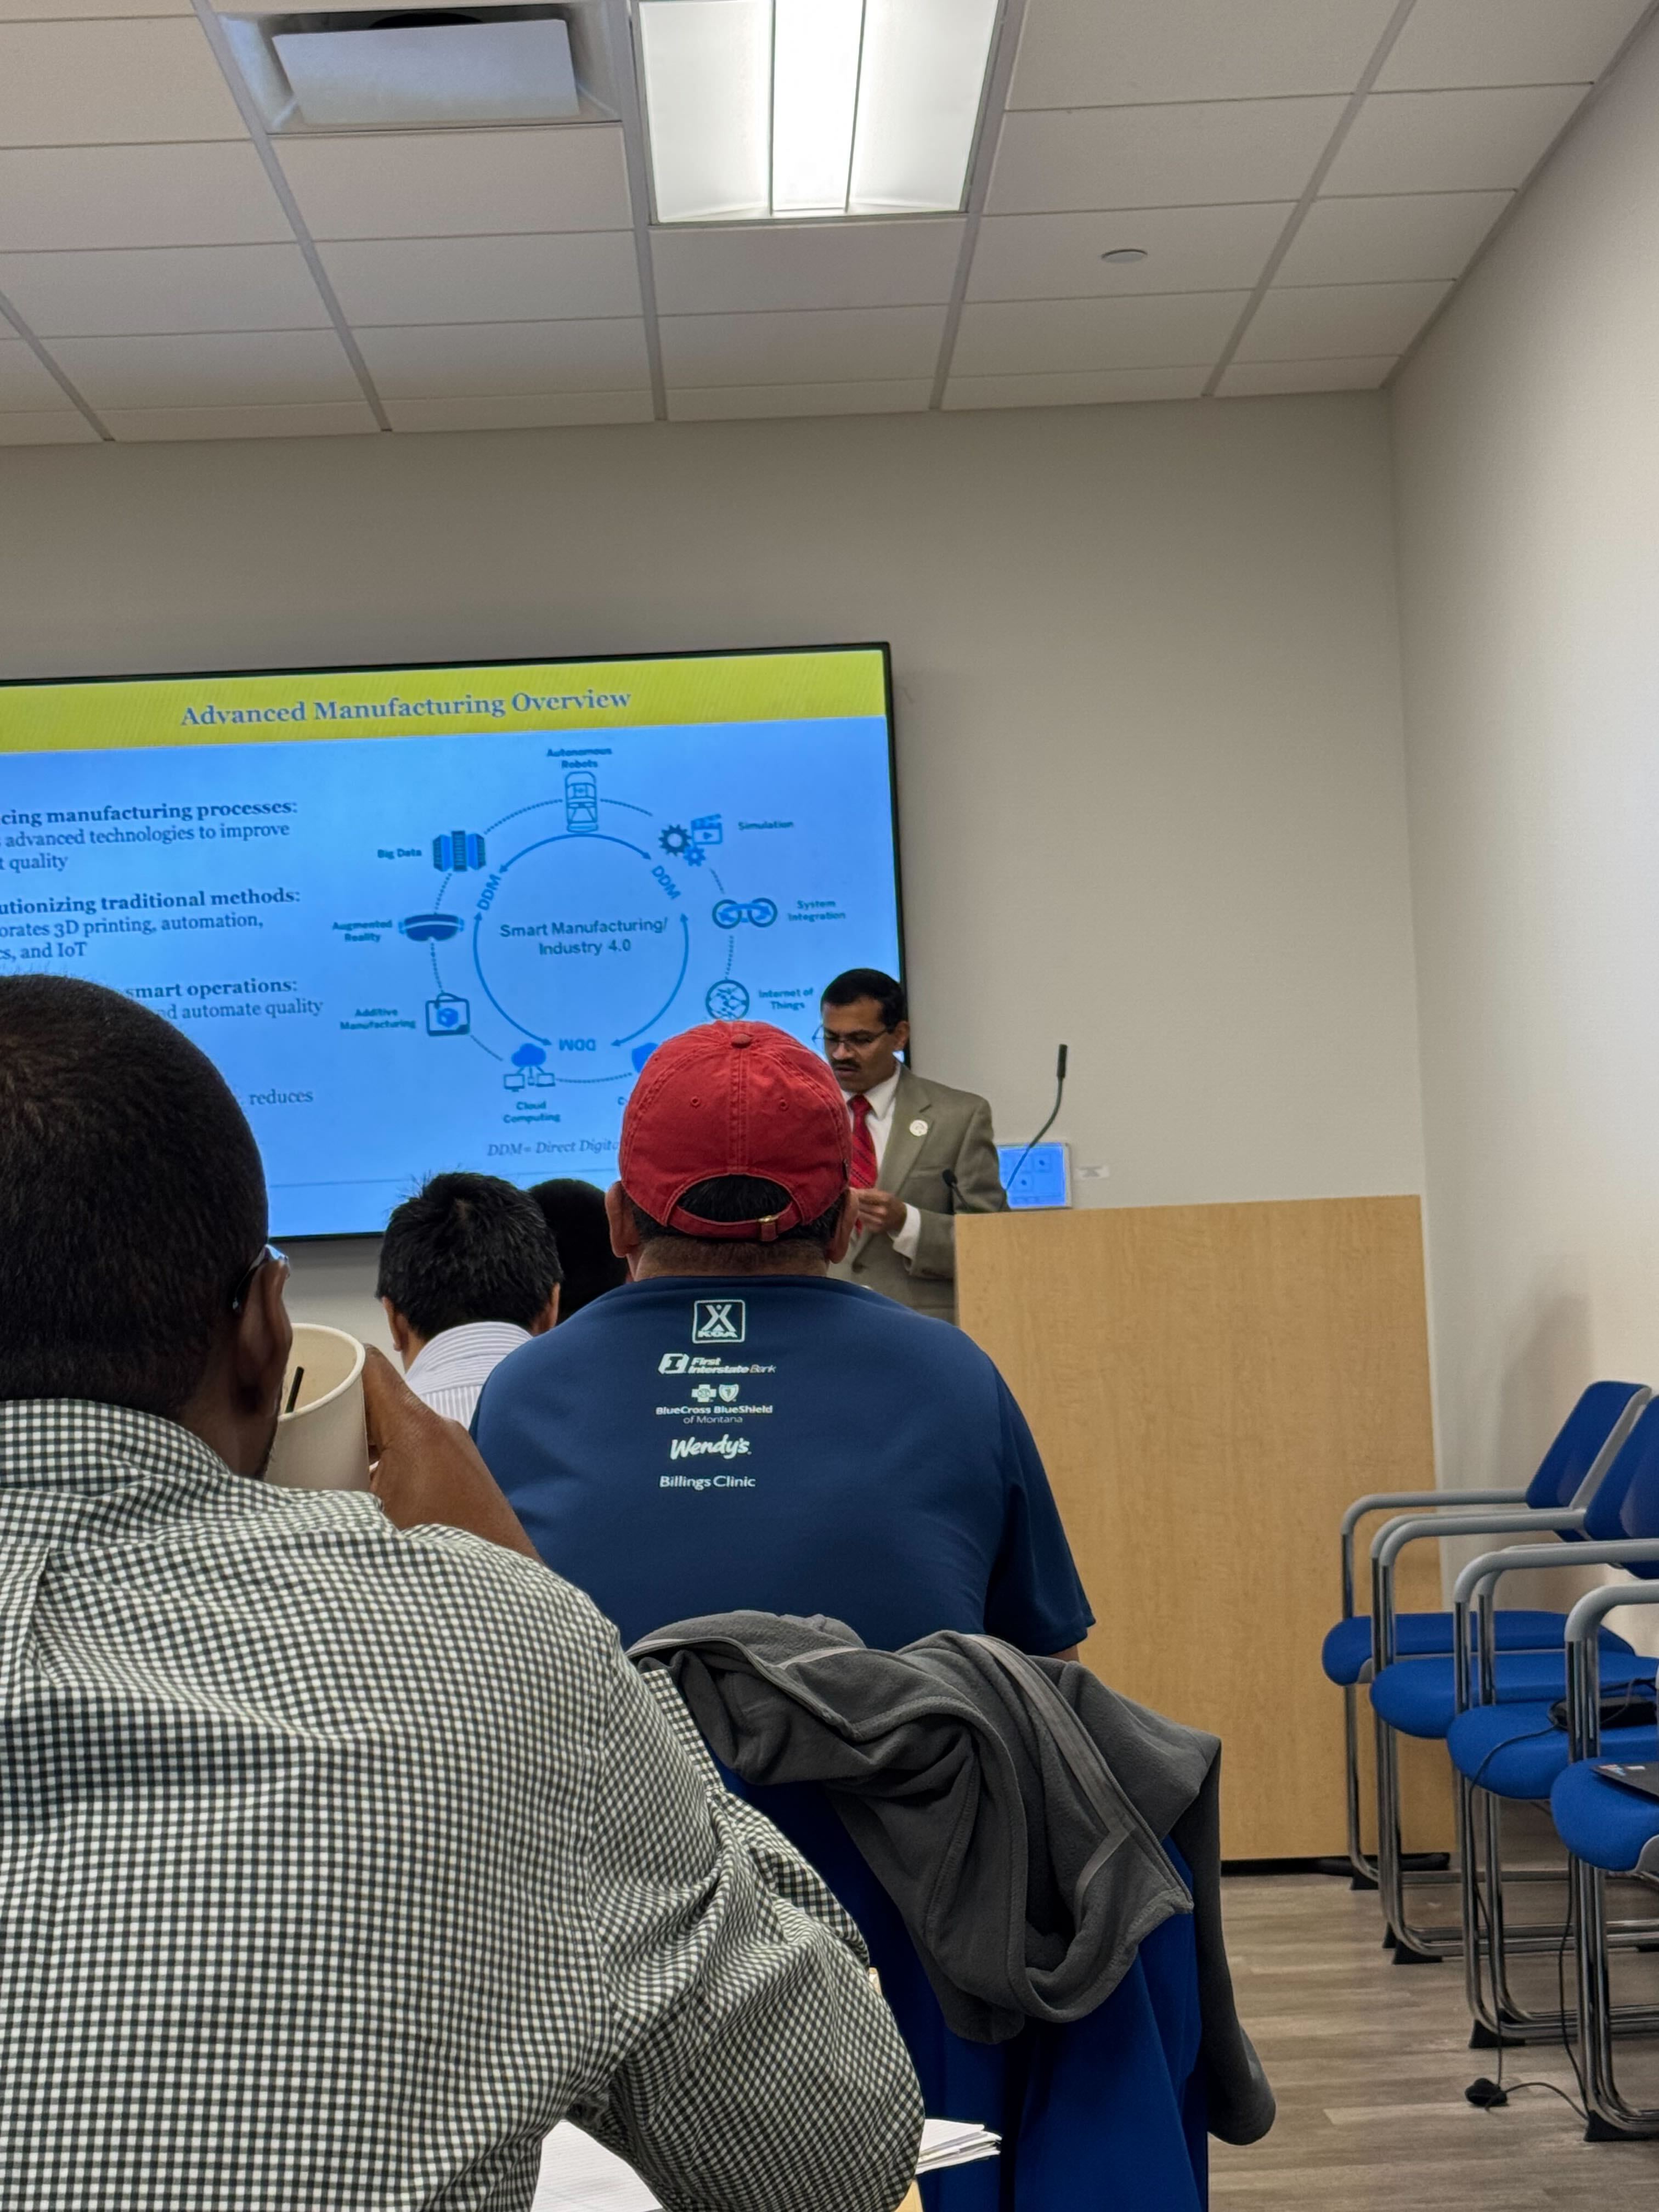 Advanced Manufacturing Overview
cing manufacturing processes:
advanced technologies to improve
t quality
utionizing traditional methods:
orates 3D printing, automation,
cs, and IoT
smart operations:
d automate quality
reduces
Autonomous
Robots
Simulation
System
Integration
Internet of
Things
Cloud
Computing
Additive
Manufacturing
Augmented
Reality
Big Data
DDM
DDM
DDM
Smart Manufacturing/
Industry 4.0
DDM= Direct Digita
KOA
First
Interstate Bank
BlueCross BlueShield
of Montana
Wendy's
Billings Clinic